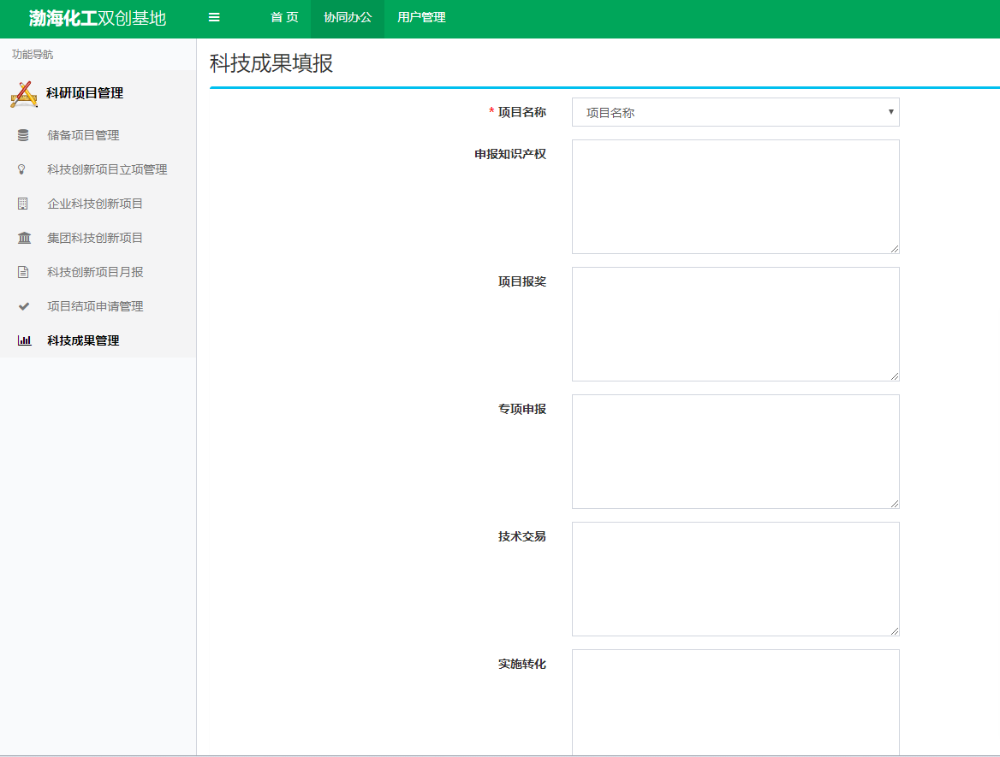 渤海化工双创基地 首 页 协同办公 用户管理
功能导航
科研项目管理
储备项目管理
科技创新项目立项管理
企业科技创新项目
集团科技创新项目
科技创新项目月报
项目结项申请管理
科技成果管理
科技成果填报
* 项目名称 项目名称
申报知识产权
项目报奖
专项申报
技术交易
实施转化